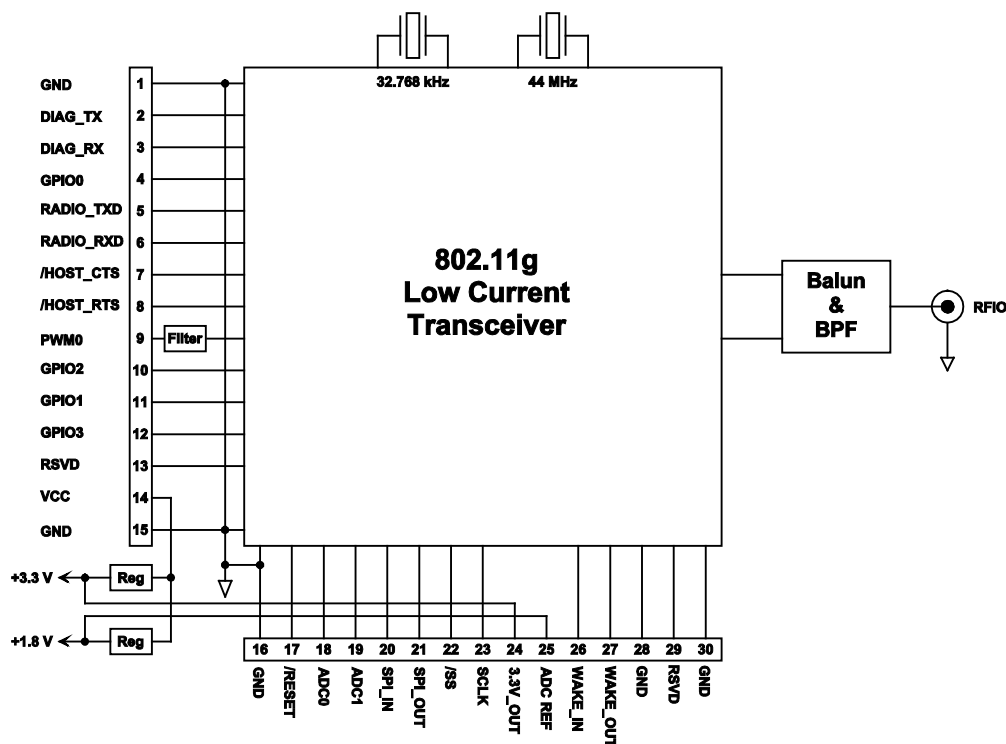 32.768 kHz
44 MHz
GND 1
DIAG_TX 2
DIAG_RX 3
GPIO0 4
RADIO_TXD 5
RADIO_RXD 6
/HOST_CTS 7
/HOST_RTS 8
PWM0 9 Filter
GPIO2 10
GPIO1 11
GPIO3 12
RSVD 13
VCC 14
GND 15
802.11g
Low Current
Transceiver
Balun
&
BPF
RFIO
+3.3 V Reg
+1.8 V Reg
16 17 18 19 20 21 22 23 24 25 26 27 28 29 30
GND
/RESET
ADC0
ADC1
SPI_IN
SPI_OUT
/SS
SCLK
3.3V_OUT
ADC REF
WAKE_IN
WAKE_OUT
GND
RSVD
GND